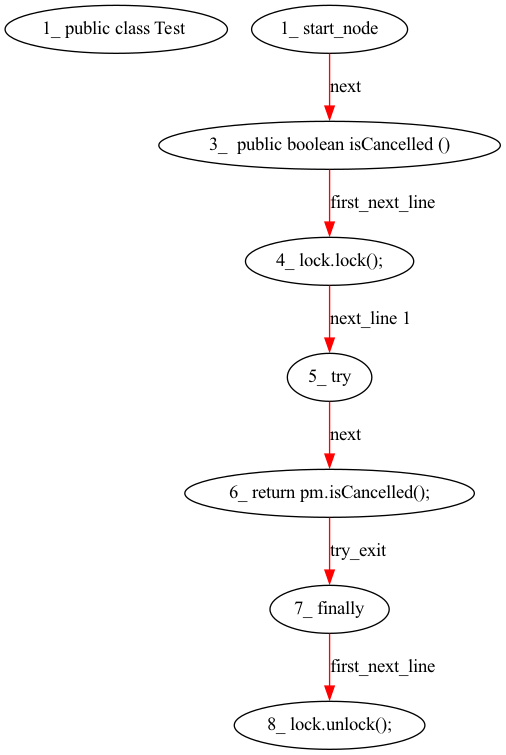 1_ public class Test
1_ start_node
next
3_ public boolean isCancelled ()
first_next_line
4_ lock.lock();
next_line 1
5_ try
next
6_ return pm.isCancelled();
try_exit
7_ finally
first_next_line
8_ lock.unlock();